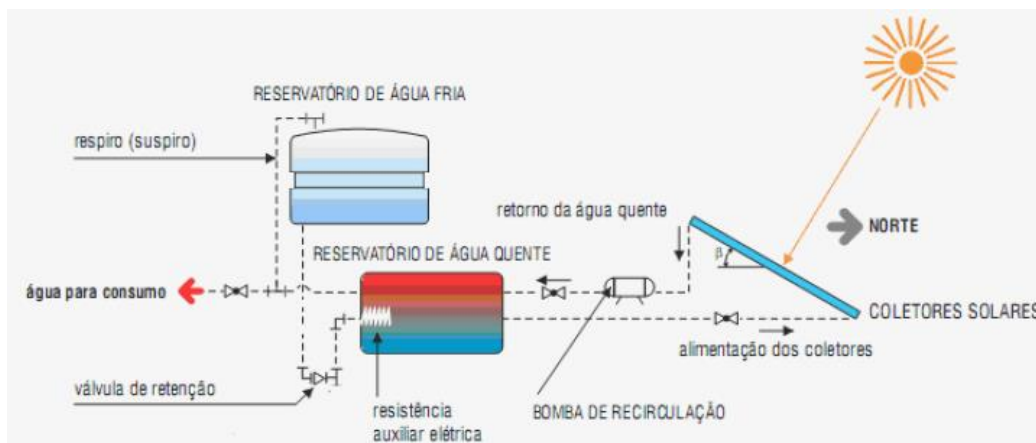 RESERVATÓRIO DE ÁGUA FRIA
respiro (suspiro)
retorno da água quente
NORTE
RESERVATÓRIO DE ÁGUA QUENTE
β
água para consumo
COLETORES SOLARES
alimentação dos coletores
válvula de retenção
resistência
auxiliar elétrica
BOMBA DE RECIRCULAÇÃO